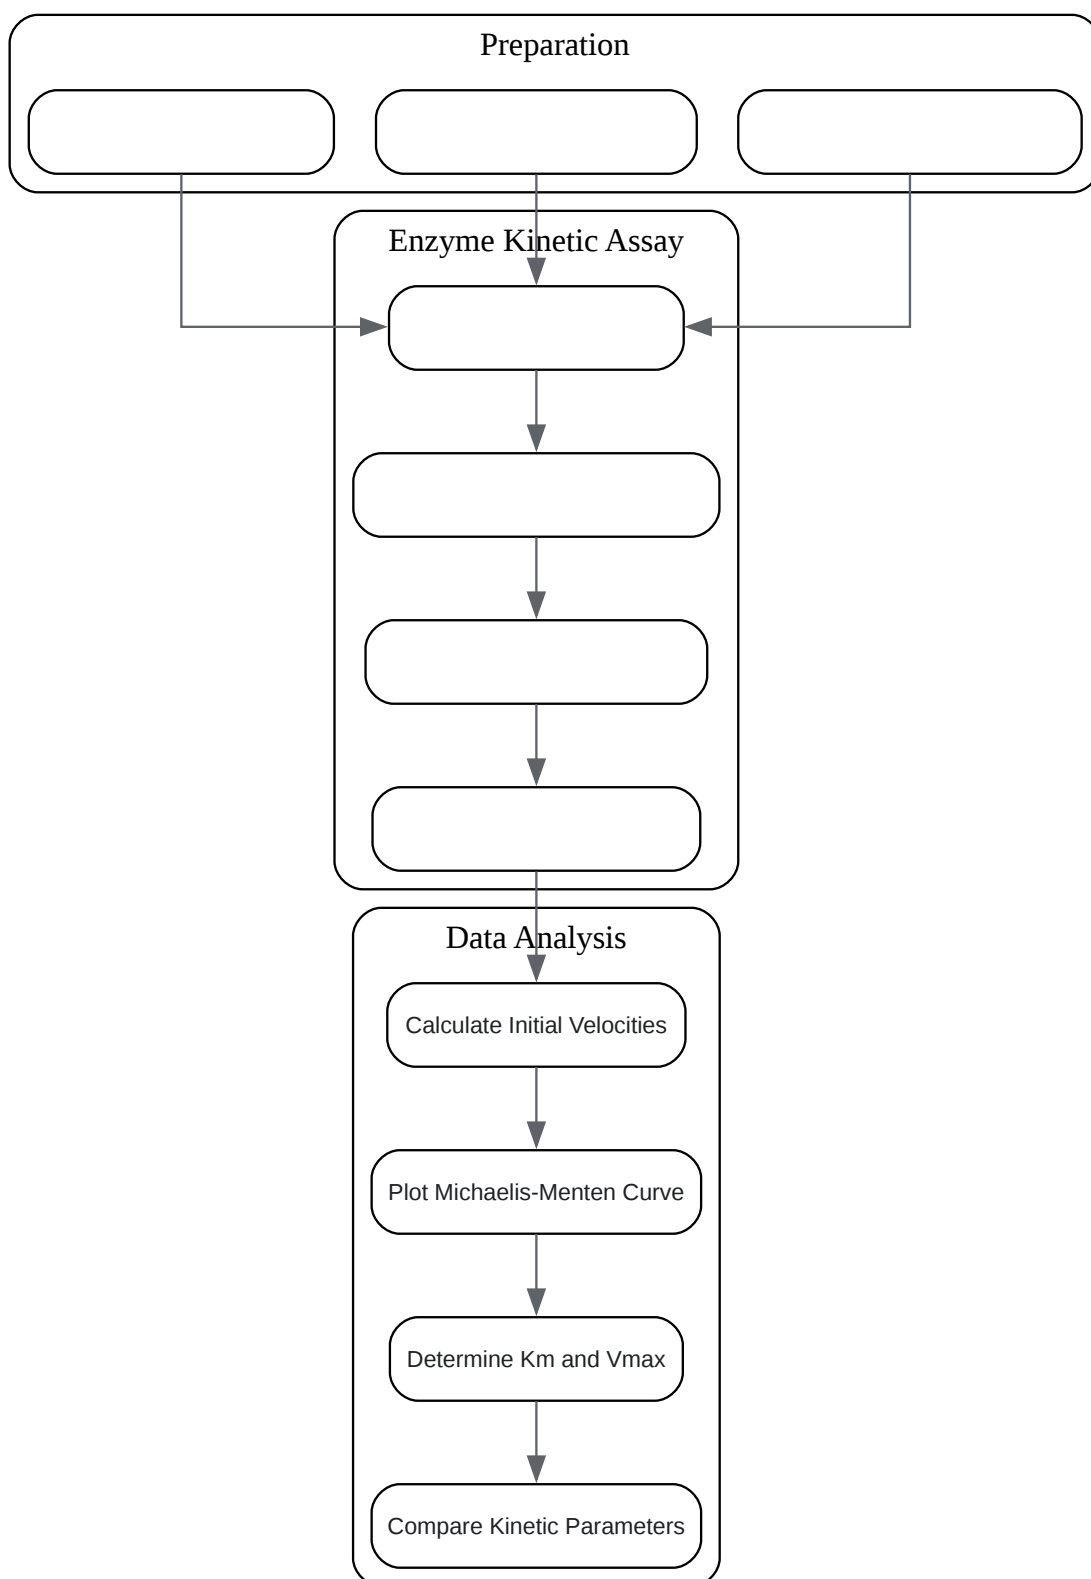 Preparation
Enzyme Kinetic Assay
Data Analysis
Calculate Initial Velocities
Plot Michaelis-Menten Curve
Determine Km and Vmax
Compare Kinetic Parameters